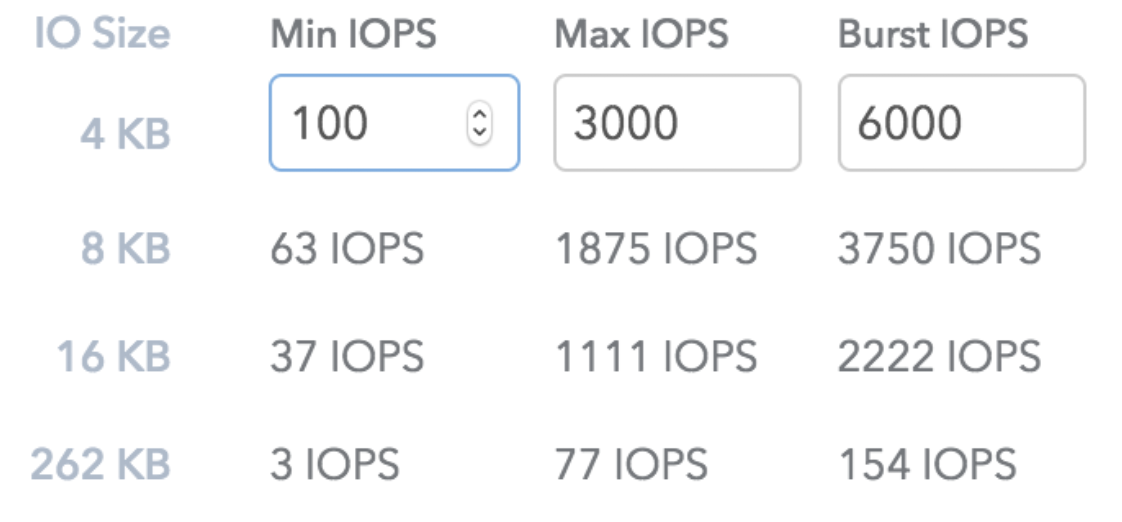 IO Size Min IOPS Max IOPS Burst IOPS
4 KB 100 3000 6000
8 KB 63 IOPS 1875 IOPS 3750 IOPS
16 KB 37 IOPS 1111 IOPS 2222 IOPS
262 KB 3 IOPS 77 IOPS 154 IOPS